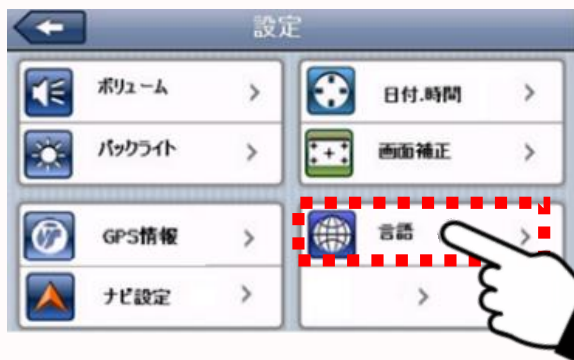 設定
ボリューム
バックライト
日付.時間
画面補正
GPS情報
ナビ設定
言語